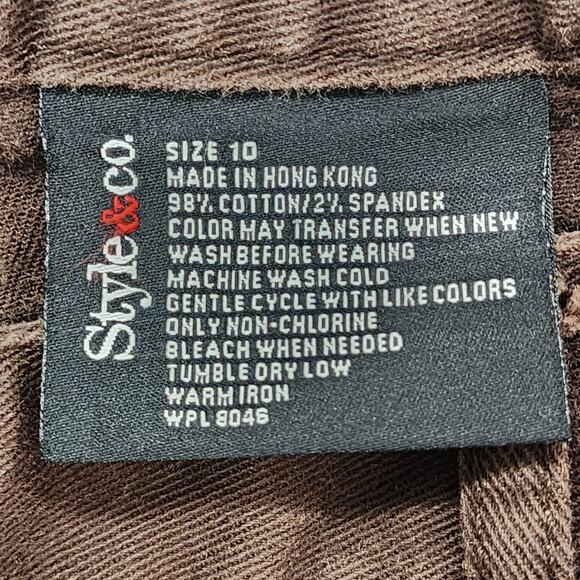 Style&co.
SIZE 10
MADE IN HONG KONG
98% COTTON/2% SPANDEX
COLOR MAY TRANSFER WHEN NEW
WASH BEFORE WEARING
MACHINE WASH COLD
GENTLE CYCLE WITH LIKE COLORS
ONLY NON-CHLORINE
BLEACH WHEN NEEDED
TUMBLE DRY LOW
WARM IRON
WPL 8046